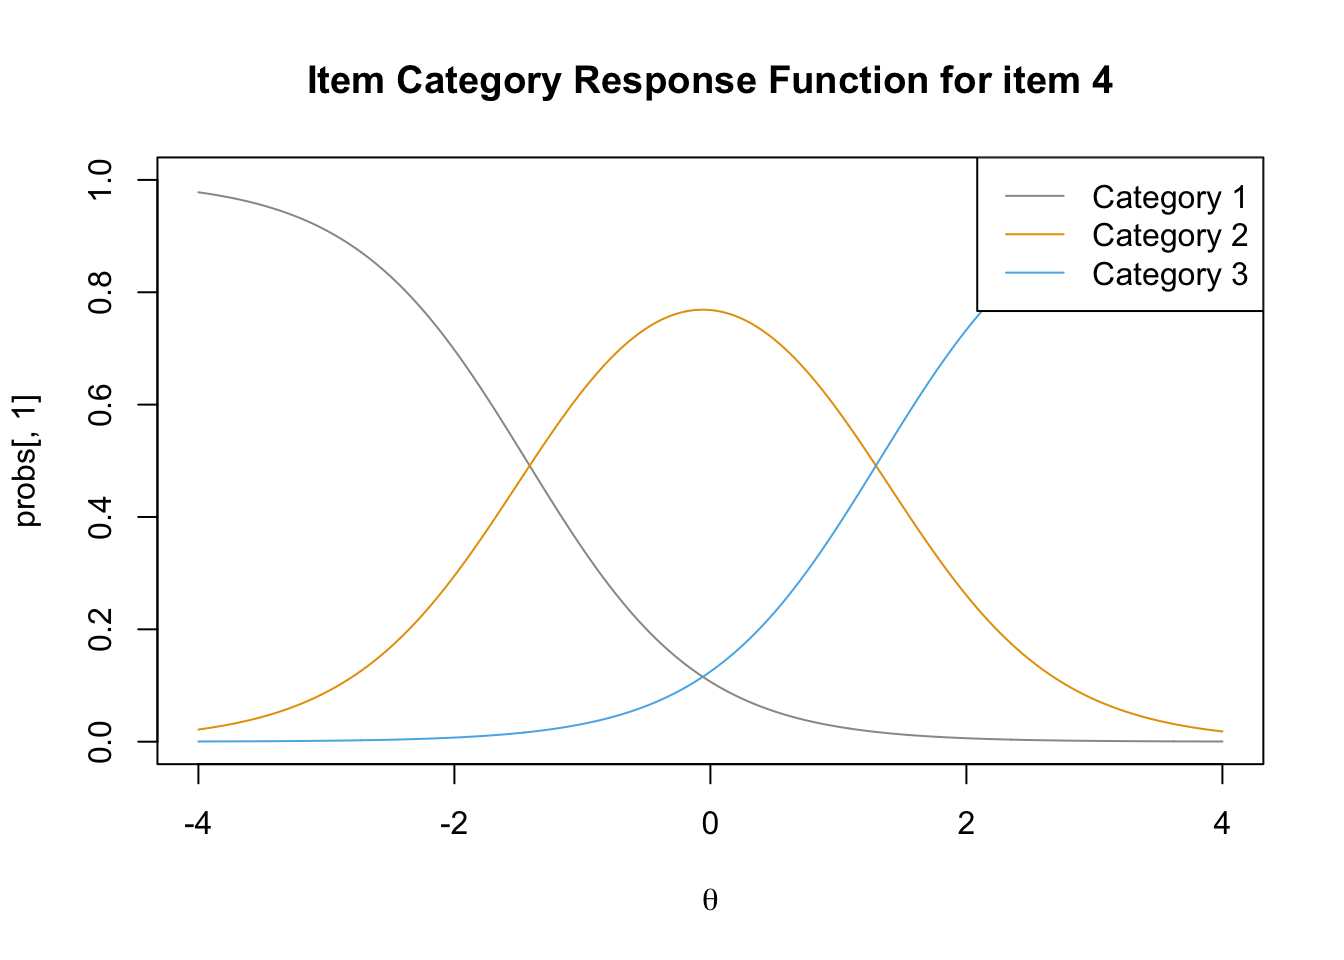 Item Category Response Function for item 4
probs[, 1]
1.0
0.8
0.6
0.4
0.2
0.0
Category 1
Category 2
Category 3
-4 -2 0 2 4
θ